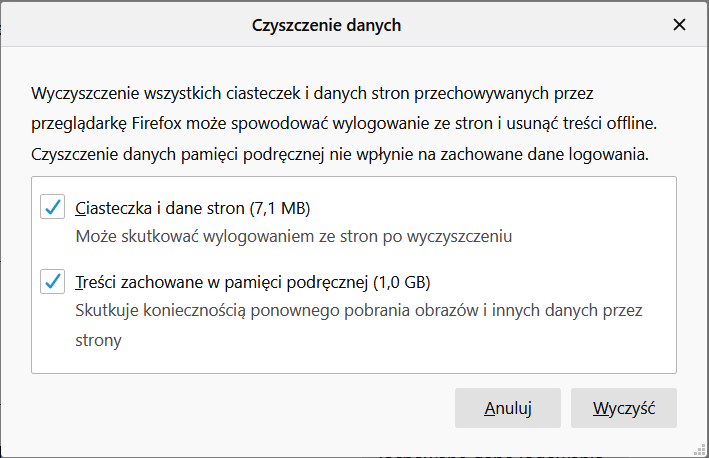 Czyszczenie danych
Wyczyszczenie wszystkich ciasteczek i danych stron przechowywanych przez
przeglądarkę Firefox może spowodować wylogowanie ze stron i usunąć treści offline.
Czyszczenie danych pamięci podręcznej nie wpłynie na zachowane dane logowania.
Ciasteczka i dane stron (7,1 MB)
Może skutkować wylogowaniem ze stron po wyczyszczeniu
Treści zachowane w pamięci podręcznej (1,0 GB)
Skutkuje koniecznością ponownego pobrania obrazów i innych danych przez
strony
Anuluj Wyczyść